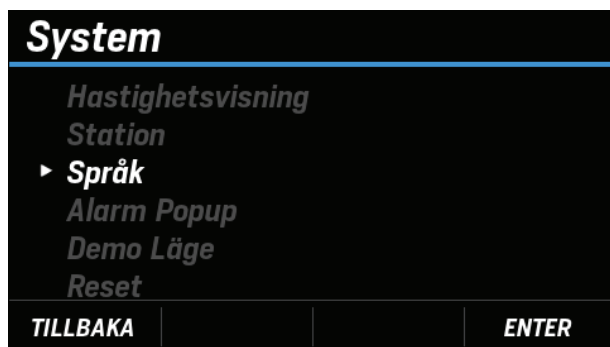 System
Hastighetsvisning
Station
Språk
Alarm Popup
Demo Läge
Reset
TILLBAKA ENTER